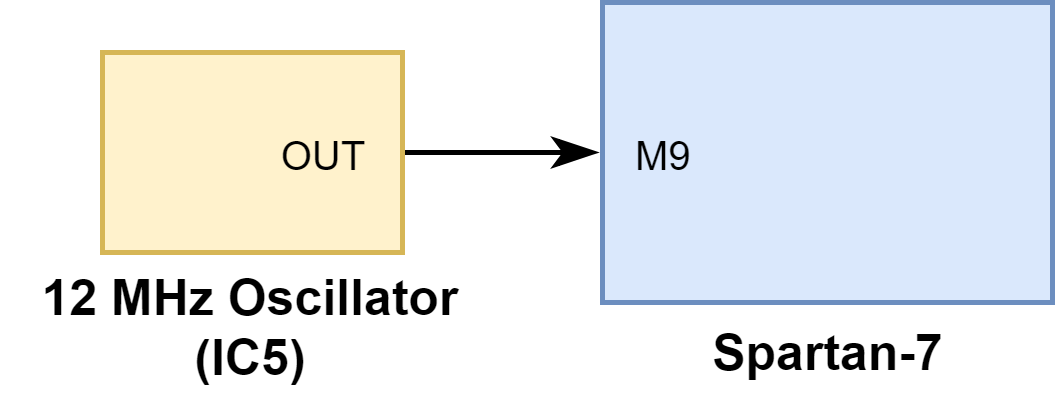 OUT
M9
12 MHz Oscillator
(IC5)
Spartan-7